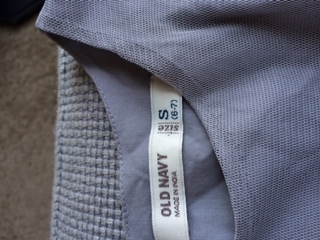 S
(6-7)
SIZE
OLD NAVY
MADE IN INDIA